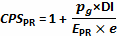 CPS_PR = 1 + (p_g × DI) / (E_PR × e)